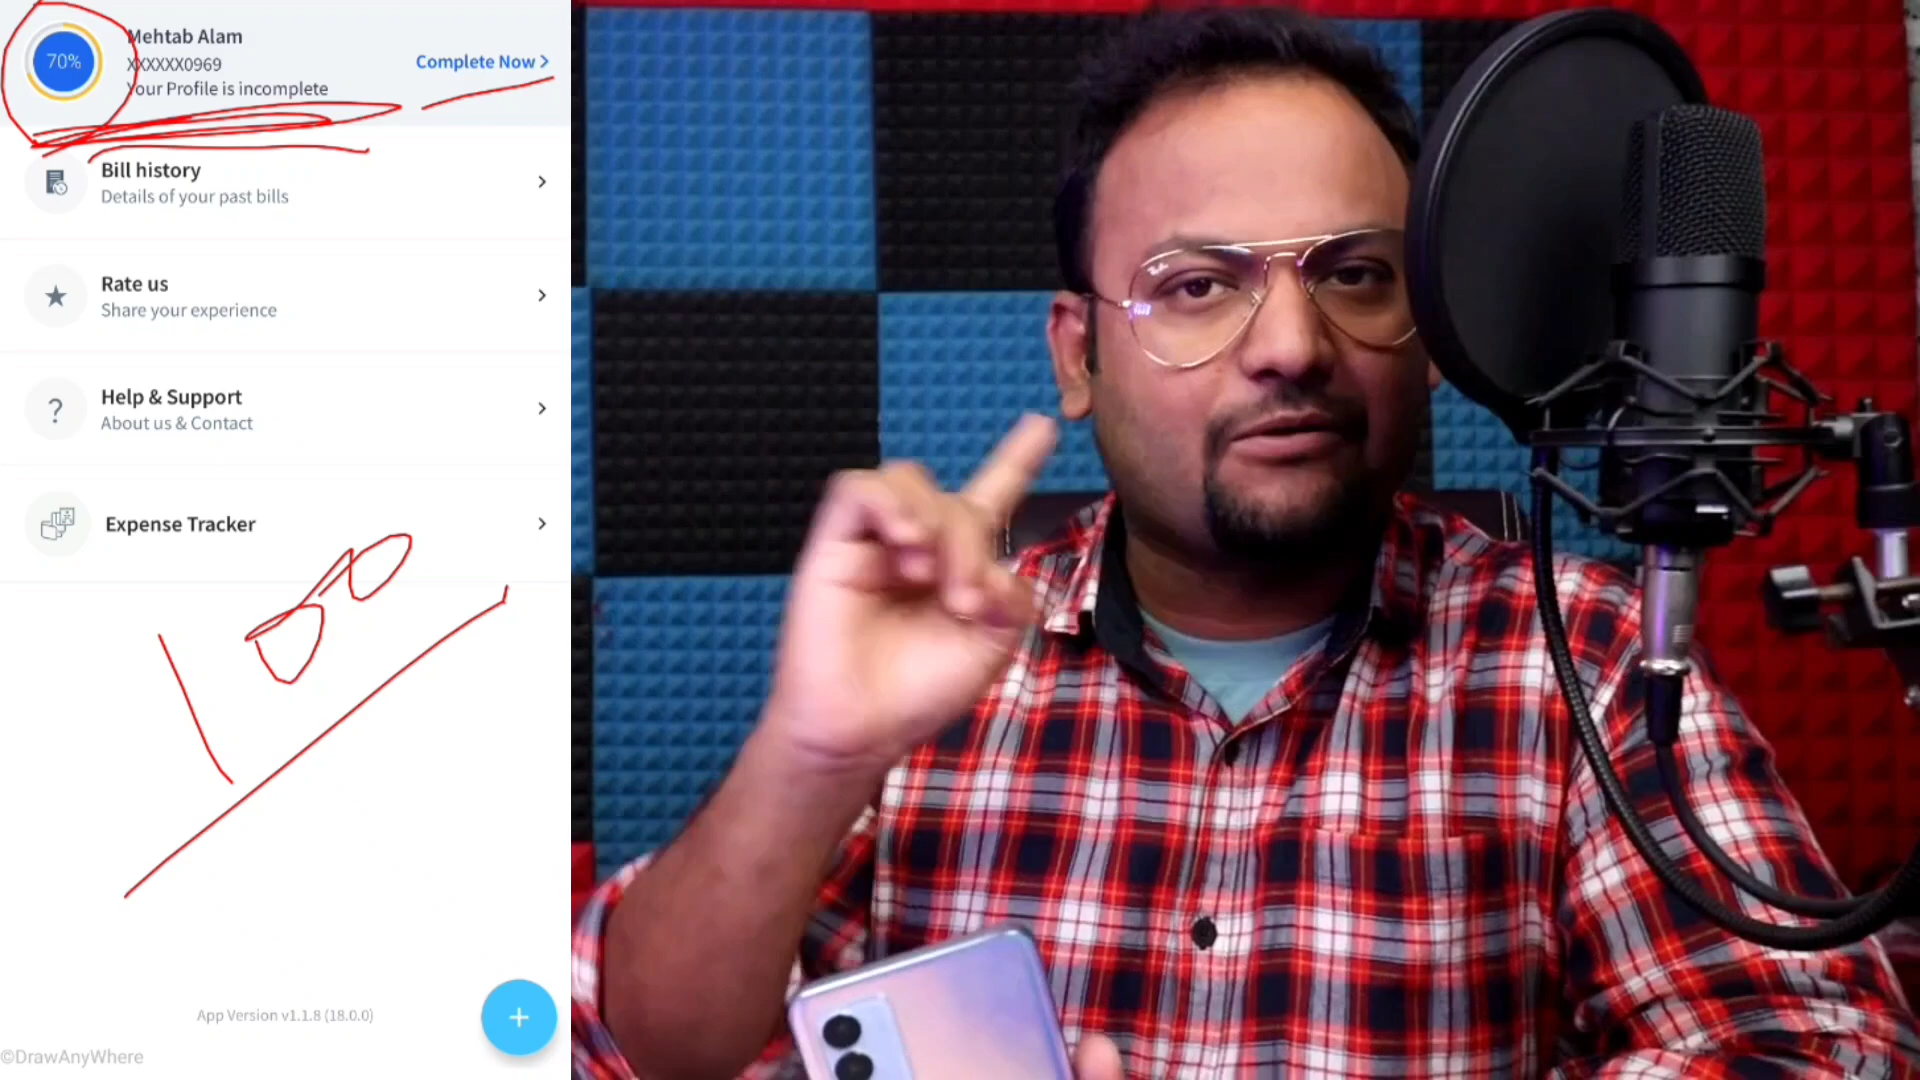 70%
Mehtab Alam
XXXXXX0969
Your Profile is incomplete
Complete Now >
Bill history
Details of your past bills
Rate us
Share your experience
?
Help & Support
About us & Contact
Expense Tracker
100
App Version v1.1.8 (18.0.0)
+
©DrawAnyWhere
Ray-Ban